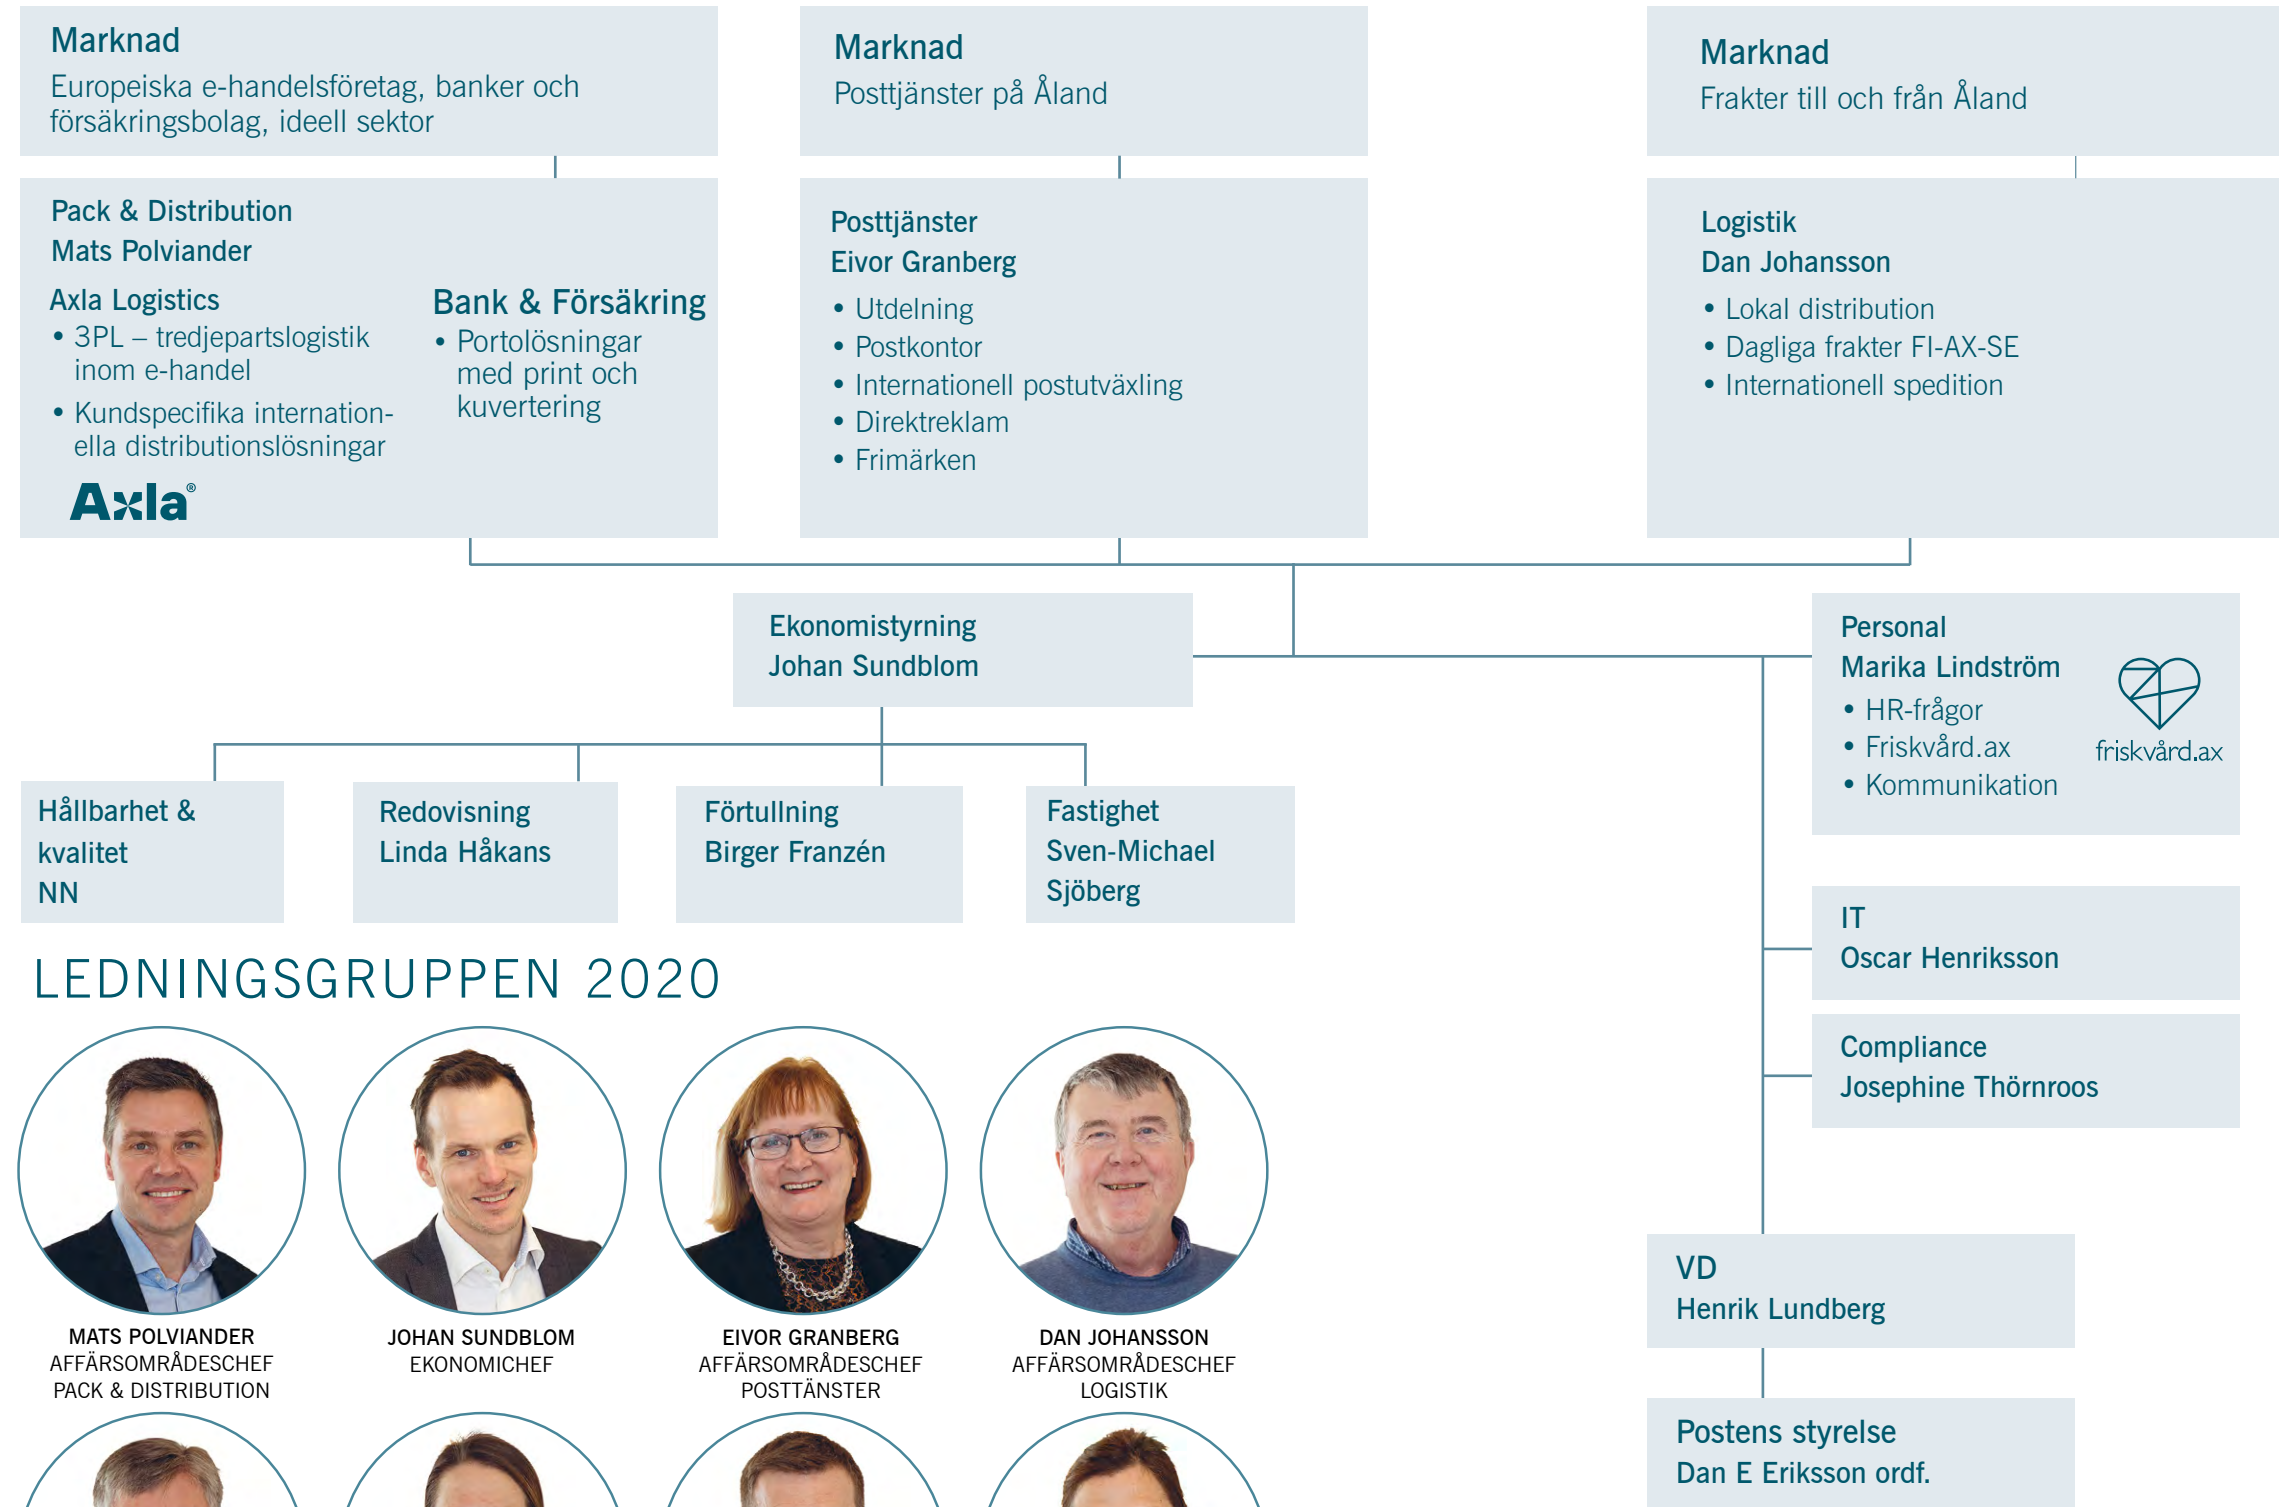 Marknad
Europeiska e-handelsföretag, banker och
försäkringsbolag, ideell sektor
Marknad
Posttjänster på Åland
Marknad
Frakter till och från Åland
Pack & Distribution
Mats Polviander
Axla Logistics
• 3PL – tredjepartslogistik
inom e-handel
• Kundspecifika internation-
ella distributionslösningar
Axla®
Bank & Försäkring
• Portolösningar
med print och
kuvertering
Posttjänster
Eivor Granberg
• Utdelning
• Postkontor
• Internationell postutväxling
• Direktreklam
• Frimärken
Logistik
Dan Johansson
• Lokal distribution
• Dagliga frakter FI-AX-SE
• Internationell spedition
Ekonomistyrning
Johan Sundblom
Personal
Marika Lindström
• HR-frågor
• Friskvård.ax
• Kommunikation
friskvård.ax
Hållbarhet &
kvalitet
NN
Redovisning
Linda Håkans
Förtullning
Birger Franzén
Fastighet
Sven-Michael
Sjöberg
IT
Oscar Henriksson
Compliance
Josephine Thörnroos
VD
Henrik Lundberg
Postens styrelse
Dan E Eriksson ordf.
LEDNINGSGRUPPEN 2020
MATS POLVIANDER
AFFÄRSOMRÅDESCHEF
PACK & DISTRIBUTION
JOHAN SUNDBLOM
EKONOMICHEF
EIVOR GRANBERG
AFFÄRSOMRÅDESCHEF
POSTTÄNSTER
DAN JOHANSSON
AFFÄRSOMRÅDESCHEF
LOGISTIK